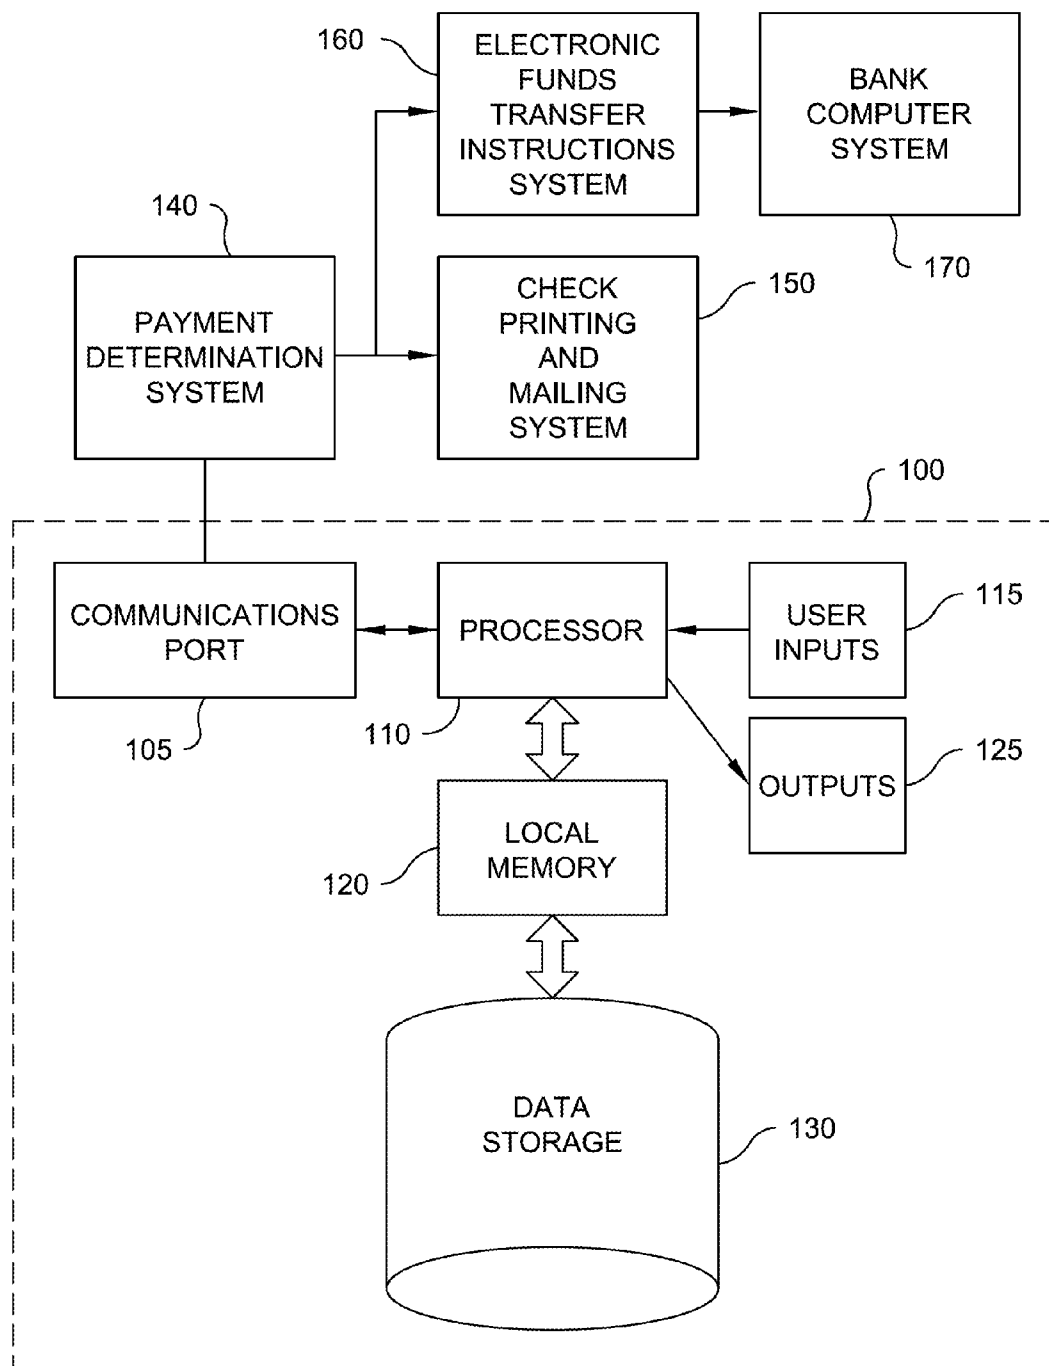 160
ELECTRONIC
FUNDS
TRANSFER
INSTRUCTIONS
SYSTEM
BANK
COMPUTER
SYSTEM
170
140
PAYMENT
DETERMINATION
SYSTEM
CHECK
PRINTING
AND
MAILING
SYSTEM
150
100
COMMUNICATIONS
PORT
105
PROCESSOR
110
USER
INPUTS
115
OUTPUTS
125
LOCAL
MEMORY
120
DATA
STORAGE
130